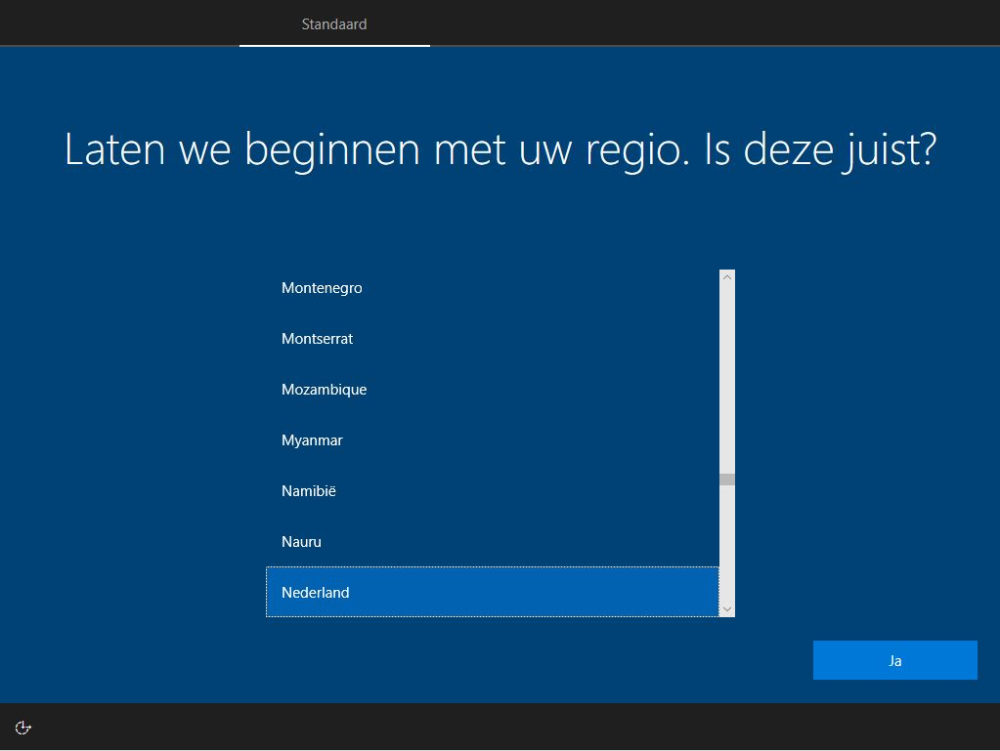 Standaard
Laten we beginnen met uw regio. Is deze juist?
Montenegro
Montserrat
Mozambique
Myanmar
Namibië
Nauru
Nederland
Ja